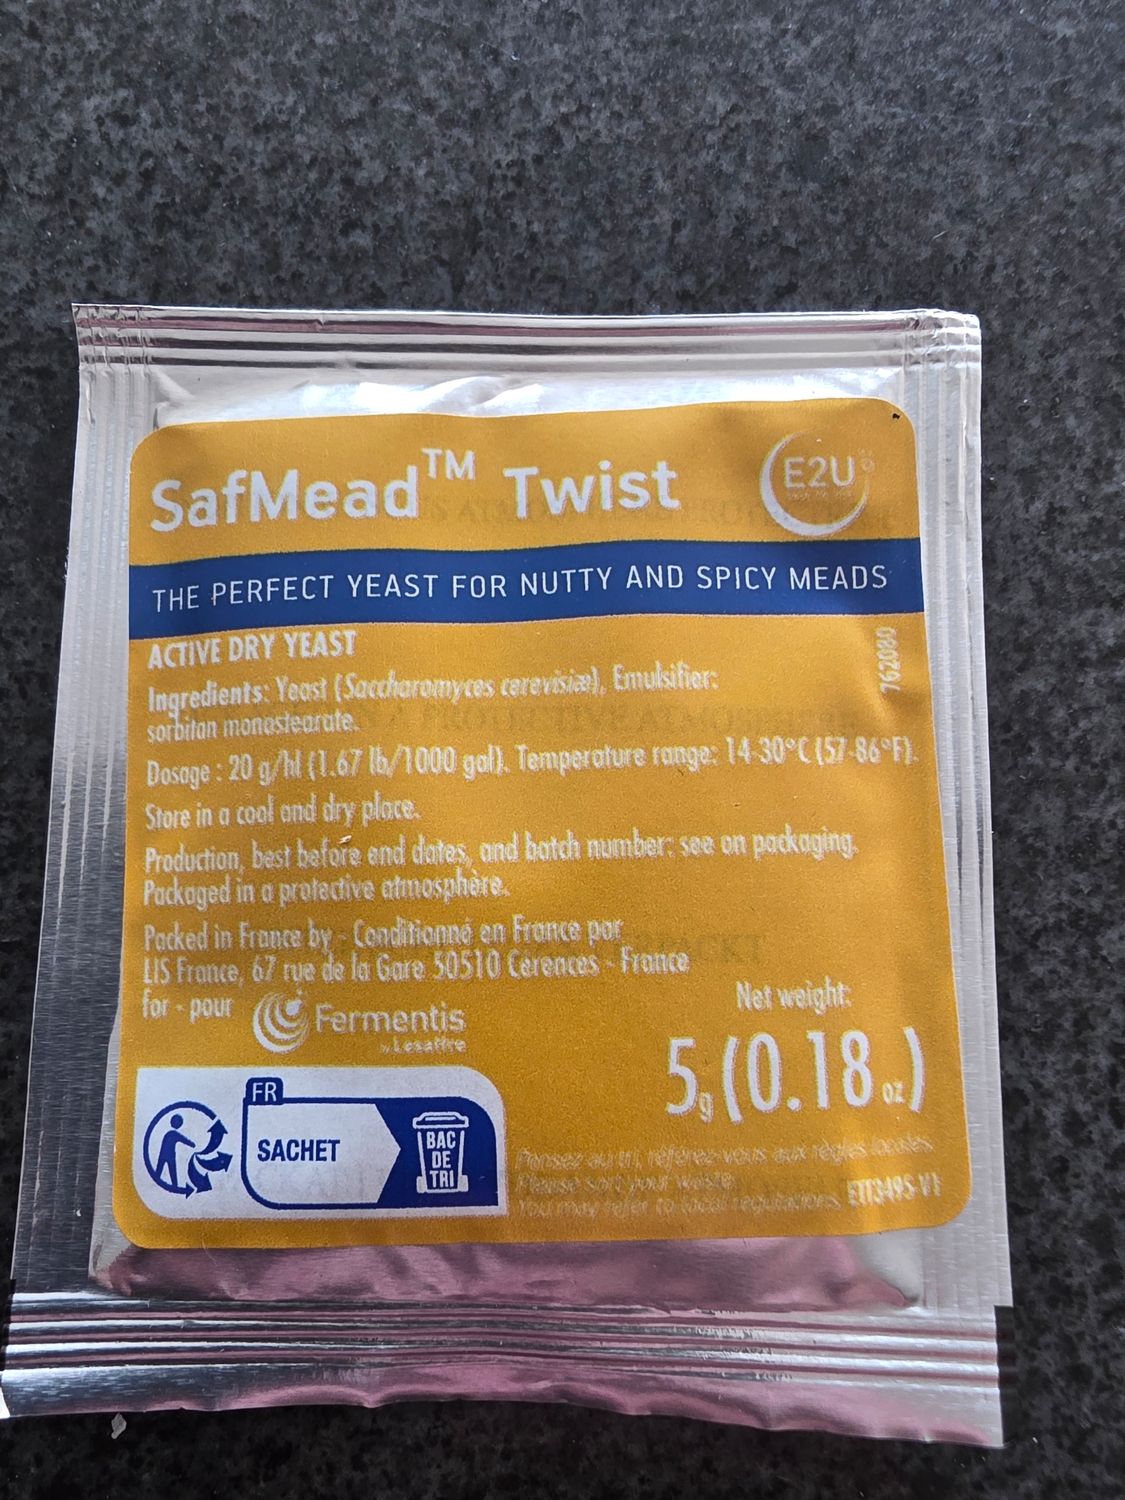 SafMead™ Twist
E2U
THE PERFECT YEAST FOR NUTTY AND SPICY MEADS
ACTIVE DRY YEAST
762080
Ingredients: Yeast (Saccharomyces cerevisiæ), Emulsifier:
sorbitan monostearate.
Dosage : 20 g/hl (1.67 lb/1000 gal). Temperature range: 14-30°C (57-86°F).
Store in a cool and dry place.
Production, best before end dates, and batch number: see on packaging.
Packaged in a protective atmosphère.
Packed in France by - Conditionné en France par
LIS France, 67 rue de la Gare 50510 Cérences - France
for - pour
Fermentis
by Lesaffre
Net weight:
5g (0.18 oz)
FR
SACHET
BAC
DE
TRI
Pensez au tri, référez-vous aux règles locales.
Please sort your waste.
You may refer to local regulations. ETI3495-V1